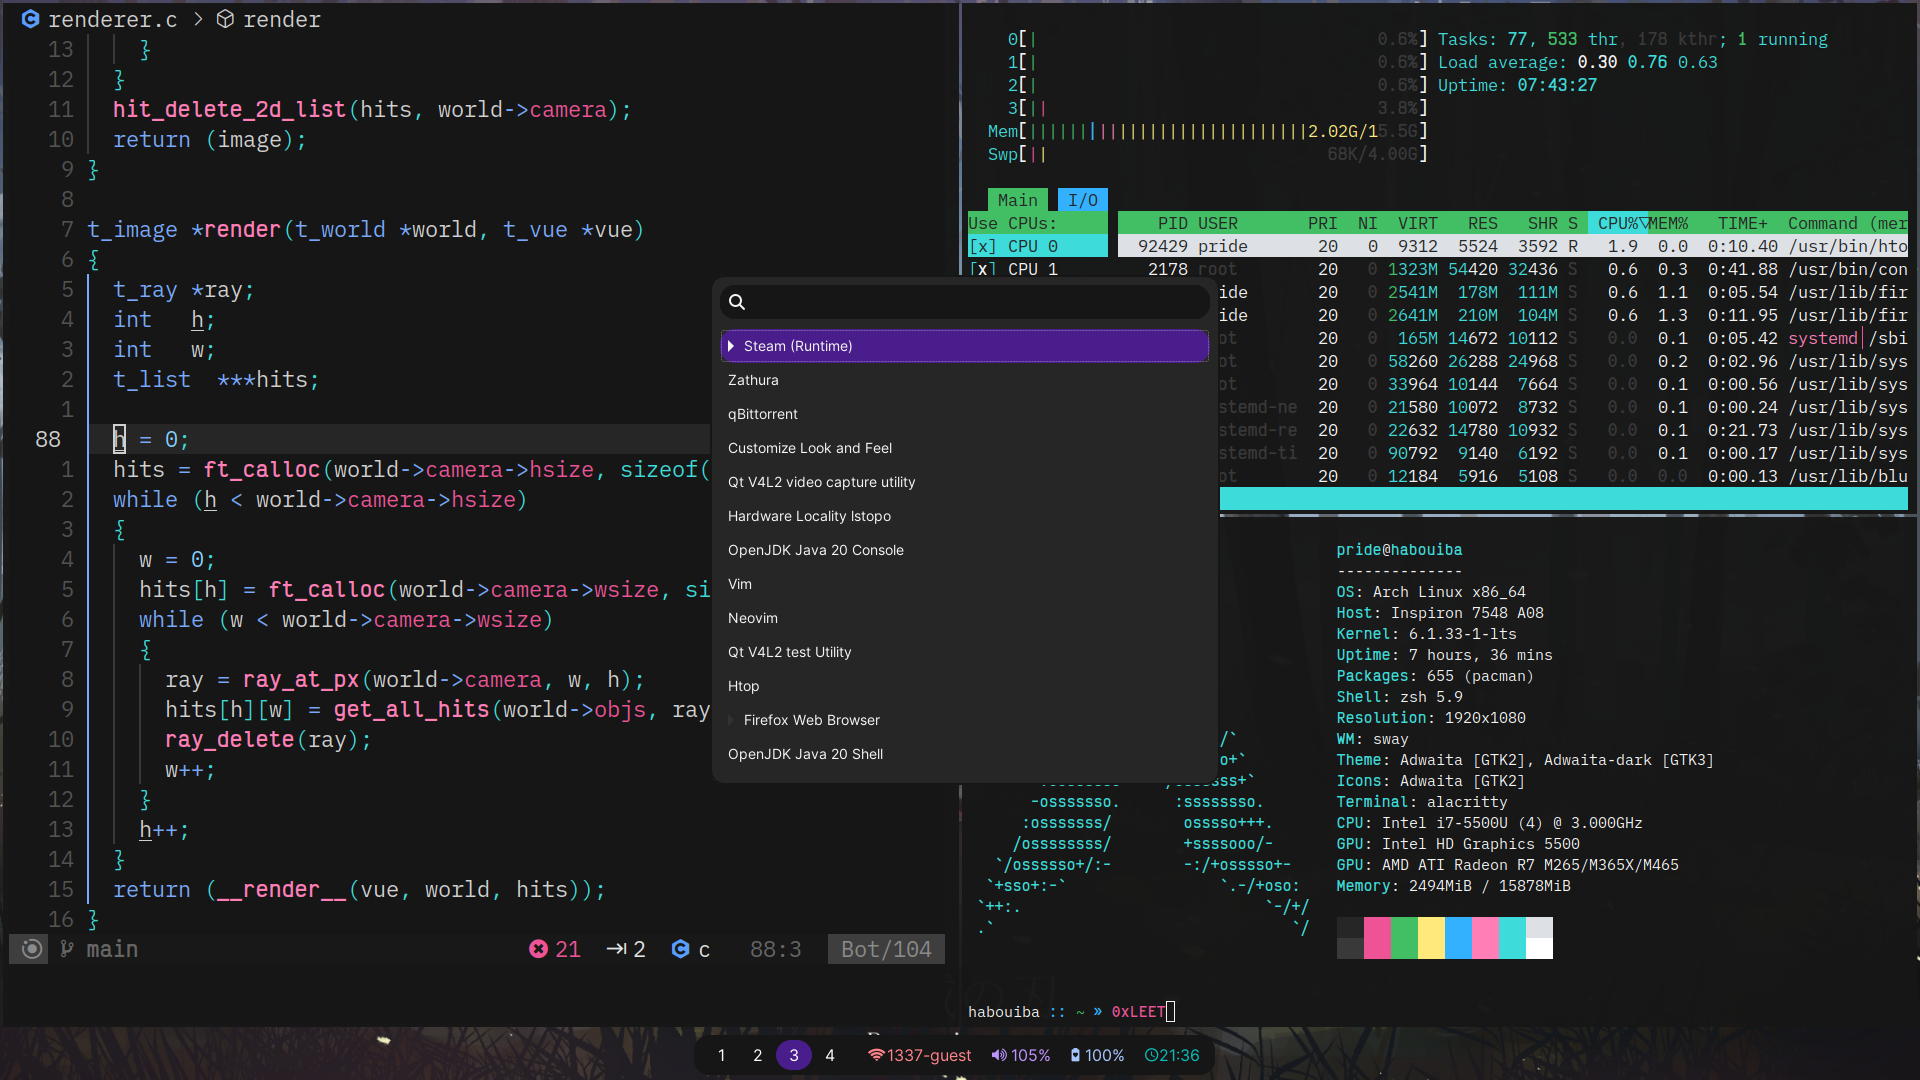 renderer.c > render
13 }
12 }
11 hit_delete_2d_list(hits, world->camera);
10 return (image);
9 }
8
7 t_image *render(t_world *world, t_vue *vue)
6 {
5 t_ray *ray;
4 int h;
3 int w;
2 t_list ***hits;
1
88 h = 0;
1 hits = ft_calloc(world->camera->hsize, sizeof(
2 while (h < world->camera->hsize)
3 {
4 w = 0;
5 hits[h] = ft_calloc(world->camera->wsize, si
6 while (w < world->camera->wsize)
7 {
8 ray = ray_at_px(world->camera, w, h);
9 hits[h][w] = get_all_hits(world->objs, ray
10 ray_delete(ray);
11 w++;
12 }
13 h++;
14 }
15 return (__render__(vue, world, hits));
16 }
main 21 2 c 88:3 Bot/104
0[| 0.6%] Tasks: 77, 533 thr, 178 kthr; 1 running
1[| 0.6%] Load average: 0.30 0.76 0.63
2[| 0.6%] Uptime: 07:43:27
3[|| 3.8%]
Mem[||||||||||||||||||||||||||||2.02G/15.5G]
Swp[|| 68K/4.00G]
Main I/O
Use CPUs: PID USER PRI NI VIRT RES SHR S CPU%▽MEM% TIME+ Command (mer
[x] CPU 0 92429 pride 20 0 9312 5524 3592 R 1.9 0.0 0:10.40 /usr/bin/hto
[x] CPU 1 2178 root 20 0 1323M 54420 32436 S 0.6 0.3 0:41.88 /usr/bin/con
ide 20 0 2541M 178M 111M S 0.6 1.1 0:05.54 /usr/lib/fir
ide 20 0 2641M 210M 104M S 0.6 1.3 0:11.95 /usr/lib/fir
ot 20 0 165M 14672 10112 S 0.0 0.1 0:05.42 systemd│/sbi
ot 20 0 58260 26288 24968 S 0.0 0.2 0:02.96 /usr/lib/sys
ot 20 0 33964 10144 7664 S 0.0 0.1 0:00.56 /usr/lib/sys
stemd-ne 20 0 21580 10072 8732 S 0.0 0.1 0:00.24 /usr/lib/sys
stemd-re 20 0 22632 14780 10932 S 0.0 0.1 0:21.73 /usr/lib/sys
stemd-ti 20 0 90792 9140 6192 S 0.0 0.1 0:00.17 /usr/lib/sys
ot 20 0 12184 5916 5108 S 0.0 0.0 0:00.13 /usr/lib/blu
Steam (Runtime)
Zathura
qBittorrent
Customize Look and Feel
Qt V4L2 video capture utility
Hardware Locality lstopo
OpenJDK Java 20 Console
Vim
Neovim
Qt V4L2 test Utility
Htop
Firefox Web Browser
OpenJDK Java 20 Shell
pride@habouiba
--------------
OS: Arch Linux x86_64
Host: Inspiron 7548 A08
Kernel: 6.1.33-1-lts
Uptime: 7 hours, 36 mins
Packages: 655 (pacman)
Shell: zsh 5.9
Resolution: 1920x1080
WM: sway
Theme: Adwaita [GTK2], Adwaita-dark [GTK3]
Icons: Adwaita [GTK2]
Terminal: alacritty
CPU: Intel i7-5500U (4) @ 3.000GHz
GPU: Intel HD Graphics 5500
GPU: AMD ATI Radeon R7 M265/M365X/M465
Memory: 2494MiB / 15878MiB
/`
o+`
sss+`
-osssssso. :ssssssso.
:osssssss/ osssso+++.
/ossssssss/ +ssssooo/-
`/ossssso+/:- -:/+osssso+-
`+sso+:-` `.-/+oso:
`++:. `-/+/
.` `/
habouiba :: ~ » 0xLEET
1 2 3 4 1337-guest 105% 100% 21:36